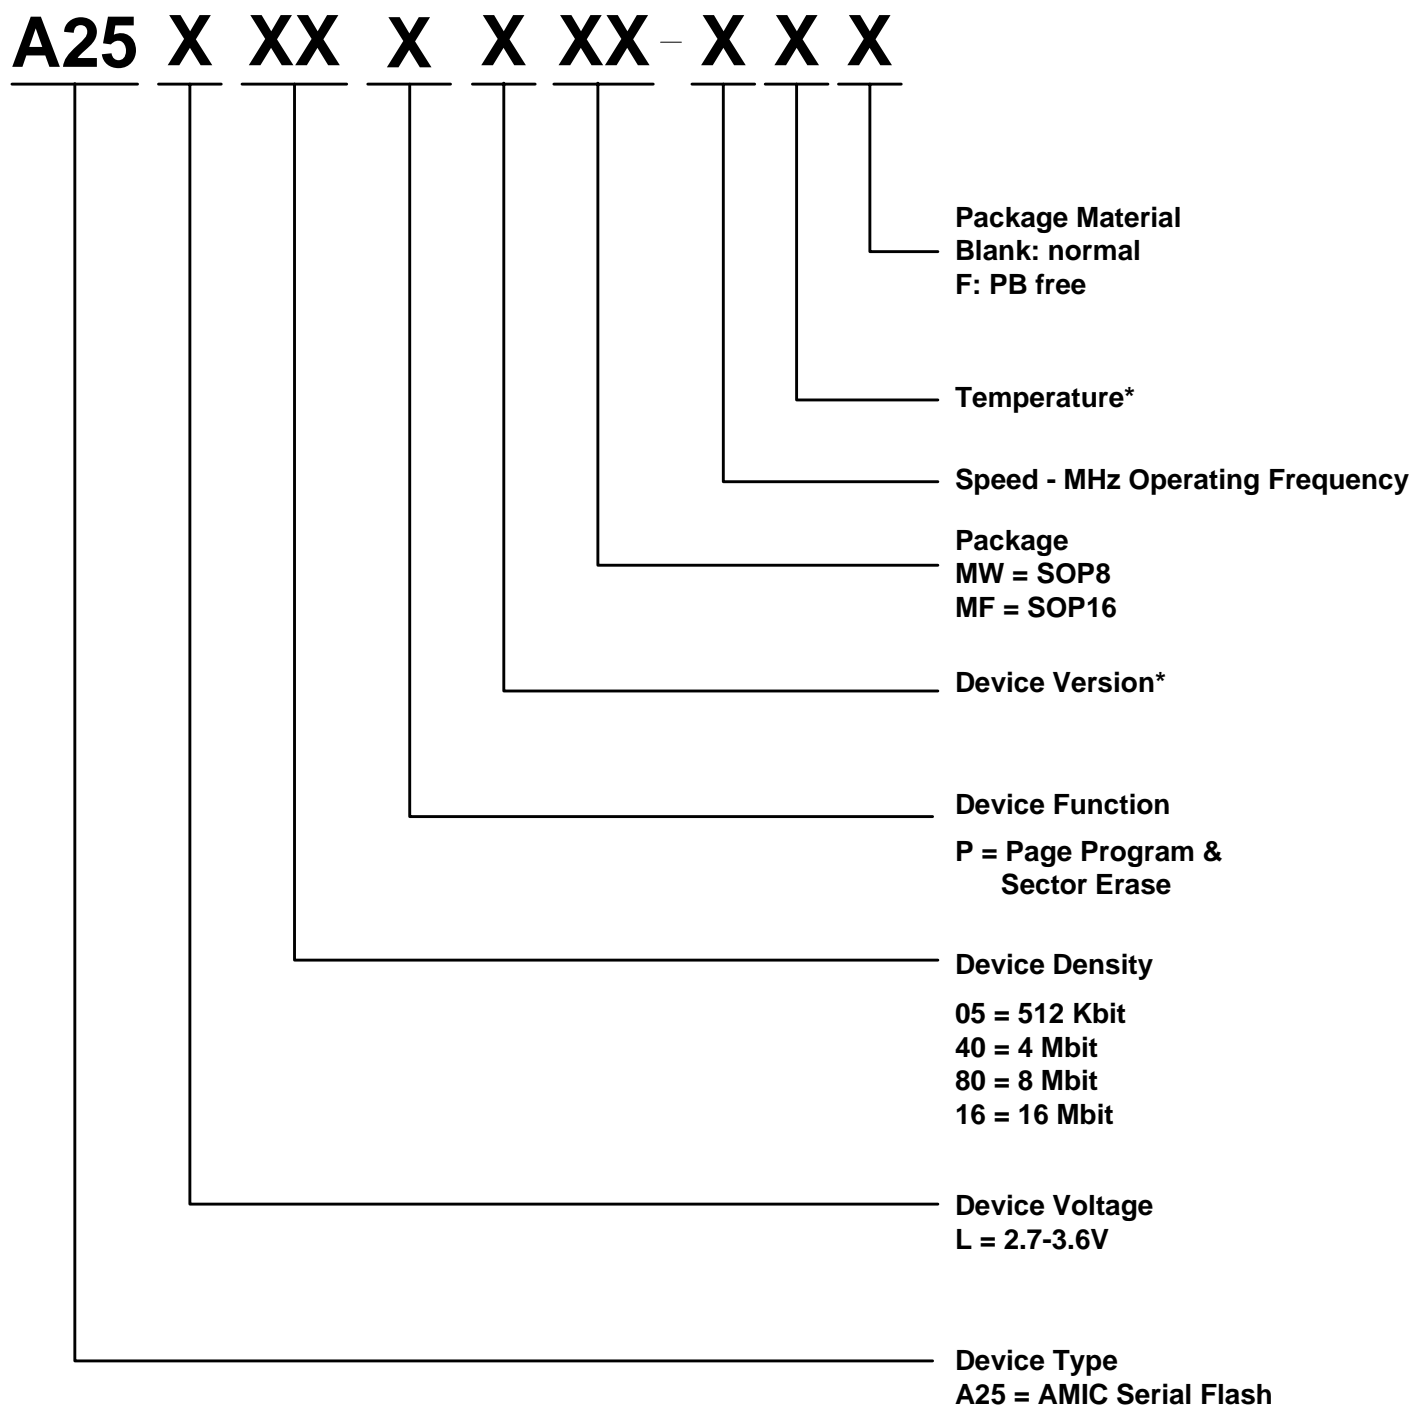 A25 X XX X X XX - X X X
Package Material
Blank: normal
F: PB free
Temperature*
Speed - MHz Operating Frequency
Package
MW = SOP8
MF = SOP16
Device Version*
Device Function
P = Page Program &
Sector Erase
Device Density
05 = 512 Kbit
40 = 4 Mbit
80 = 8 Mbit
16 = 16 Mbit
Device Voltage
L = 2.7-3.6V
Device Type
A25 = AMIC Serial Flash